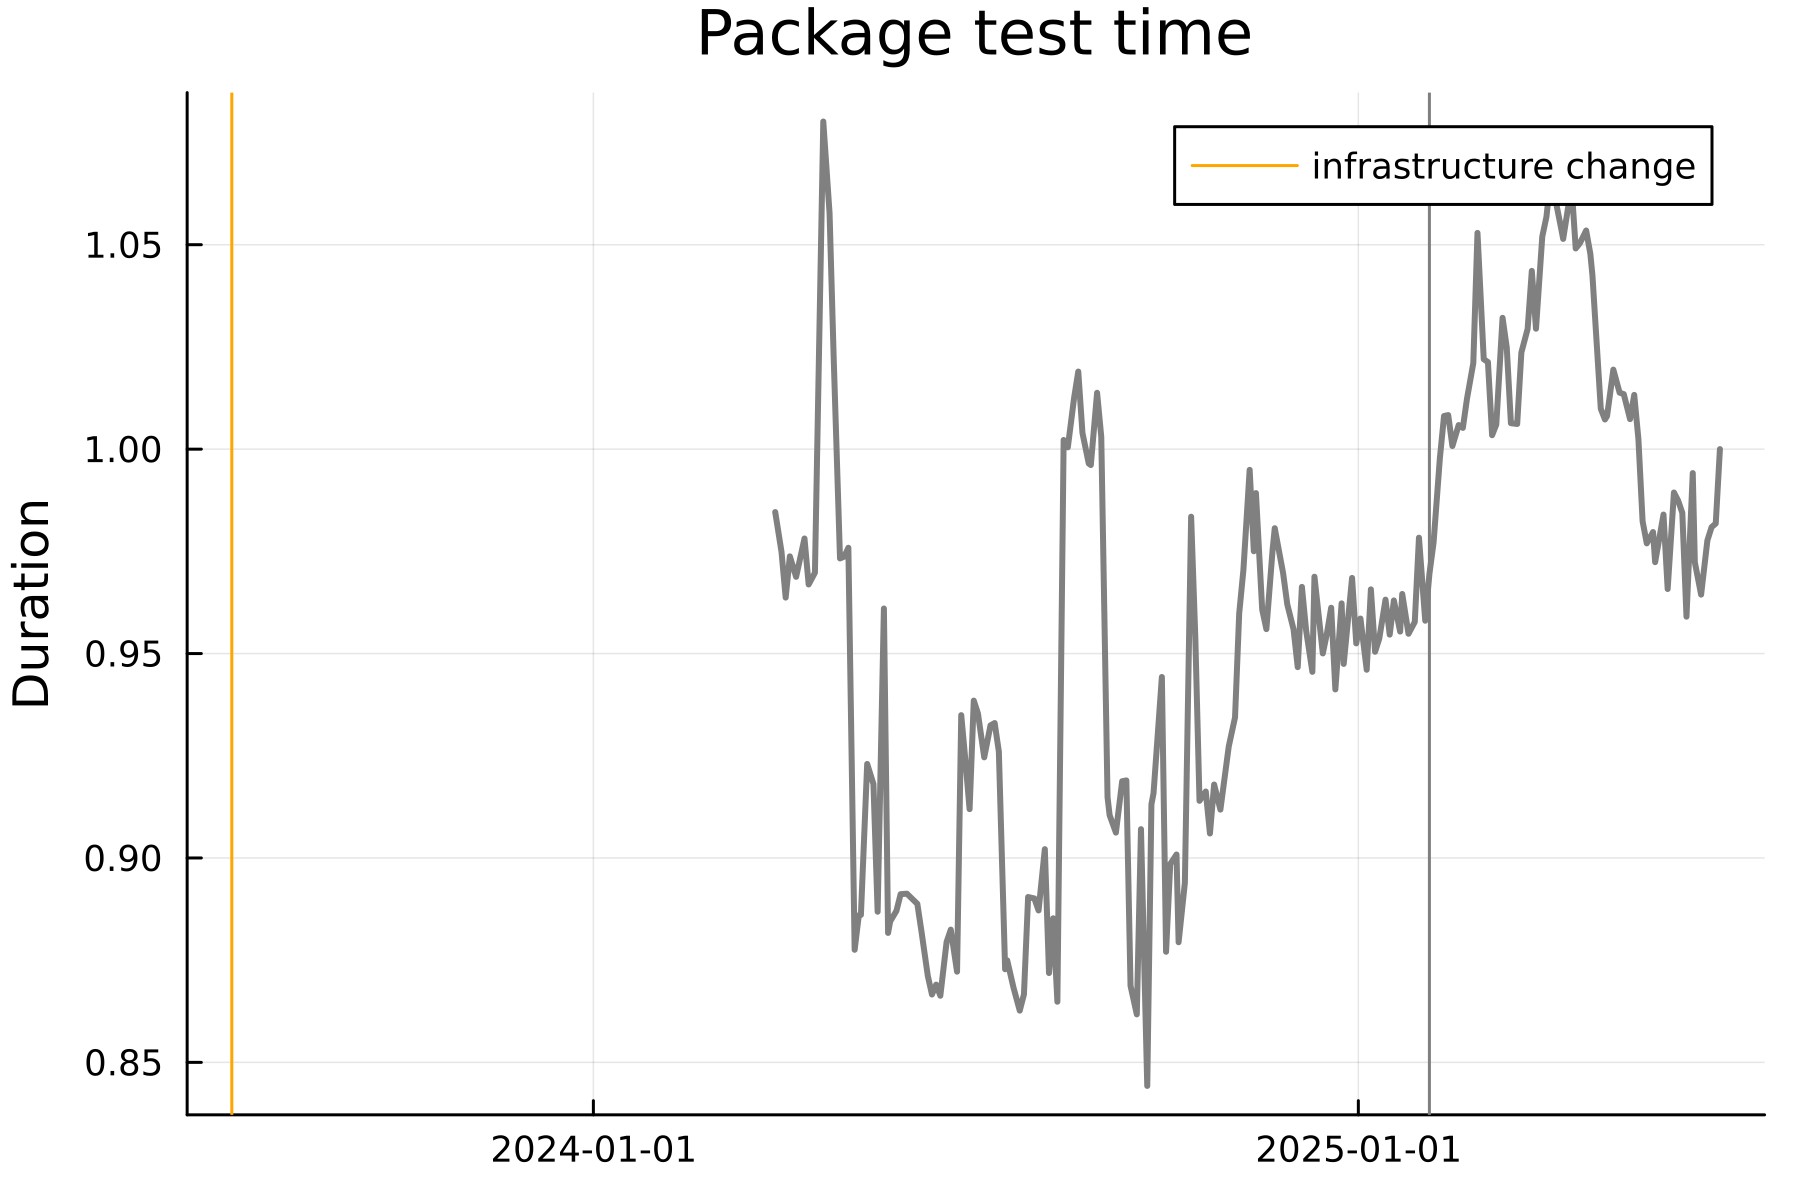 Package test time
infrastructure change
Duration
1.05
1.00
0.95
0.90
0.85
2024-01-01
2025-01-01